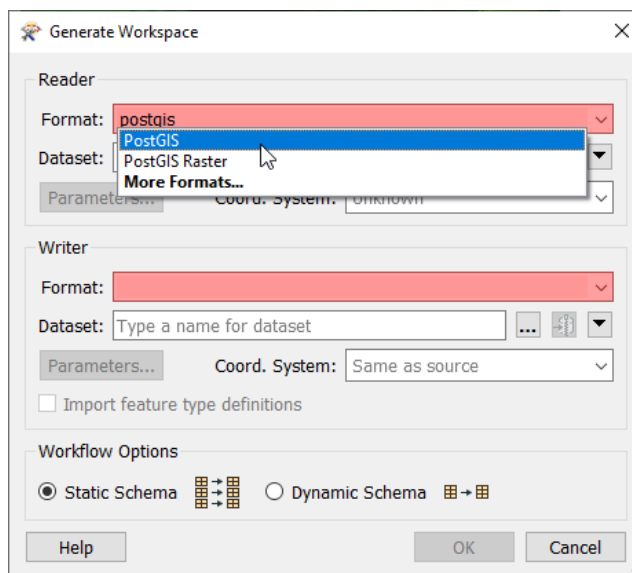 Generate Workspace
Reader
Format: postgis
PostGIS
Dataset:
PostGIS Raster
More Formats...
Parameters... Coord. System: Unknown
Writer
Format:
Dataset: Type a name for dataset ...
Parameters... Coord. System: Same as source
Import feature type definitions
Workflow Options
Static Schema Dynamic Schema
Help OK Cancel